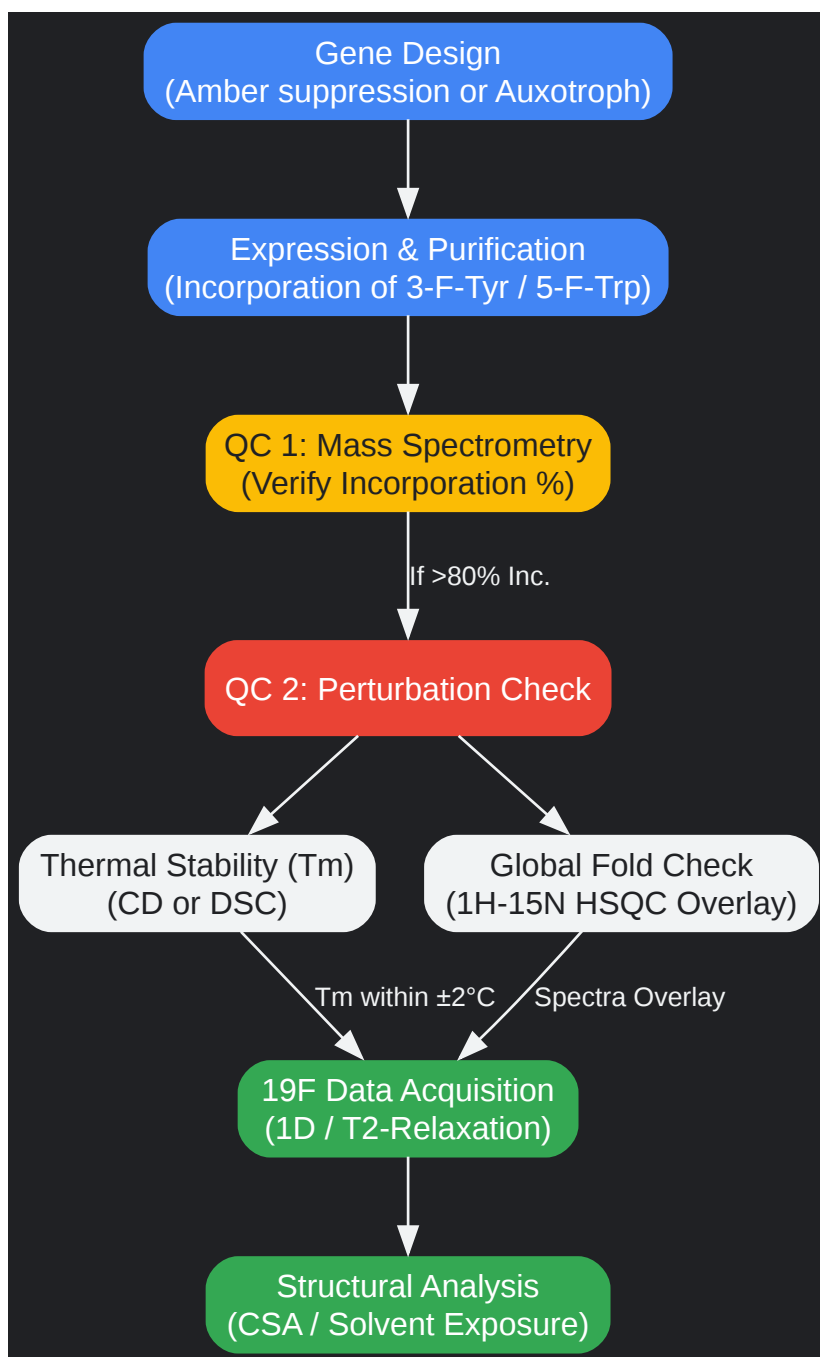 Gene Design
(Amber suppression or Auxotroph)
Expression & Purification
(Incorporation of 3-F-Tyr / 5-F-Trp)
QC 1: Mass Spectrometry
(Verify Incorporation %)
If >80% Inc.
QC 2: Perturbation Check
Thermal Stability (Tm)
(CD or DSC)
Global Fold Check
(1H-15N HSQC Overlay)
Tm within ±2°C
Spectra Overlay
19F Data Acquisition
(1D / T2-Relaxation)
Structural Analysis
(CSA / Solvent Exposure)